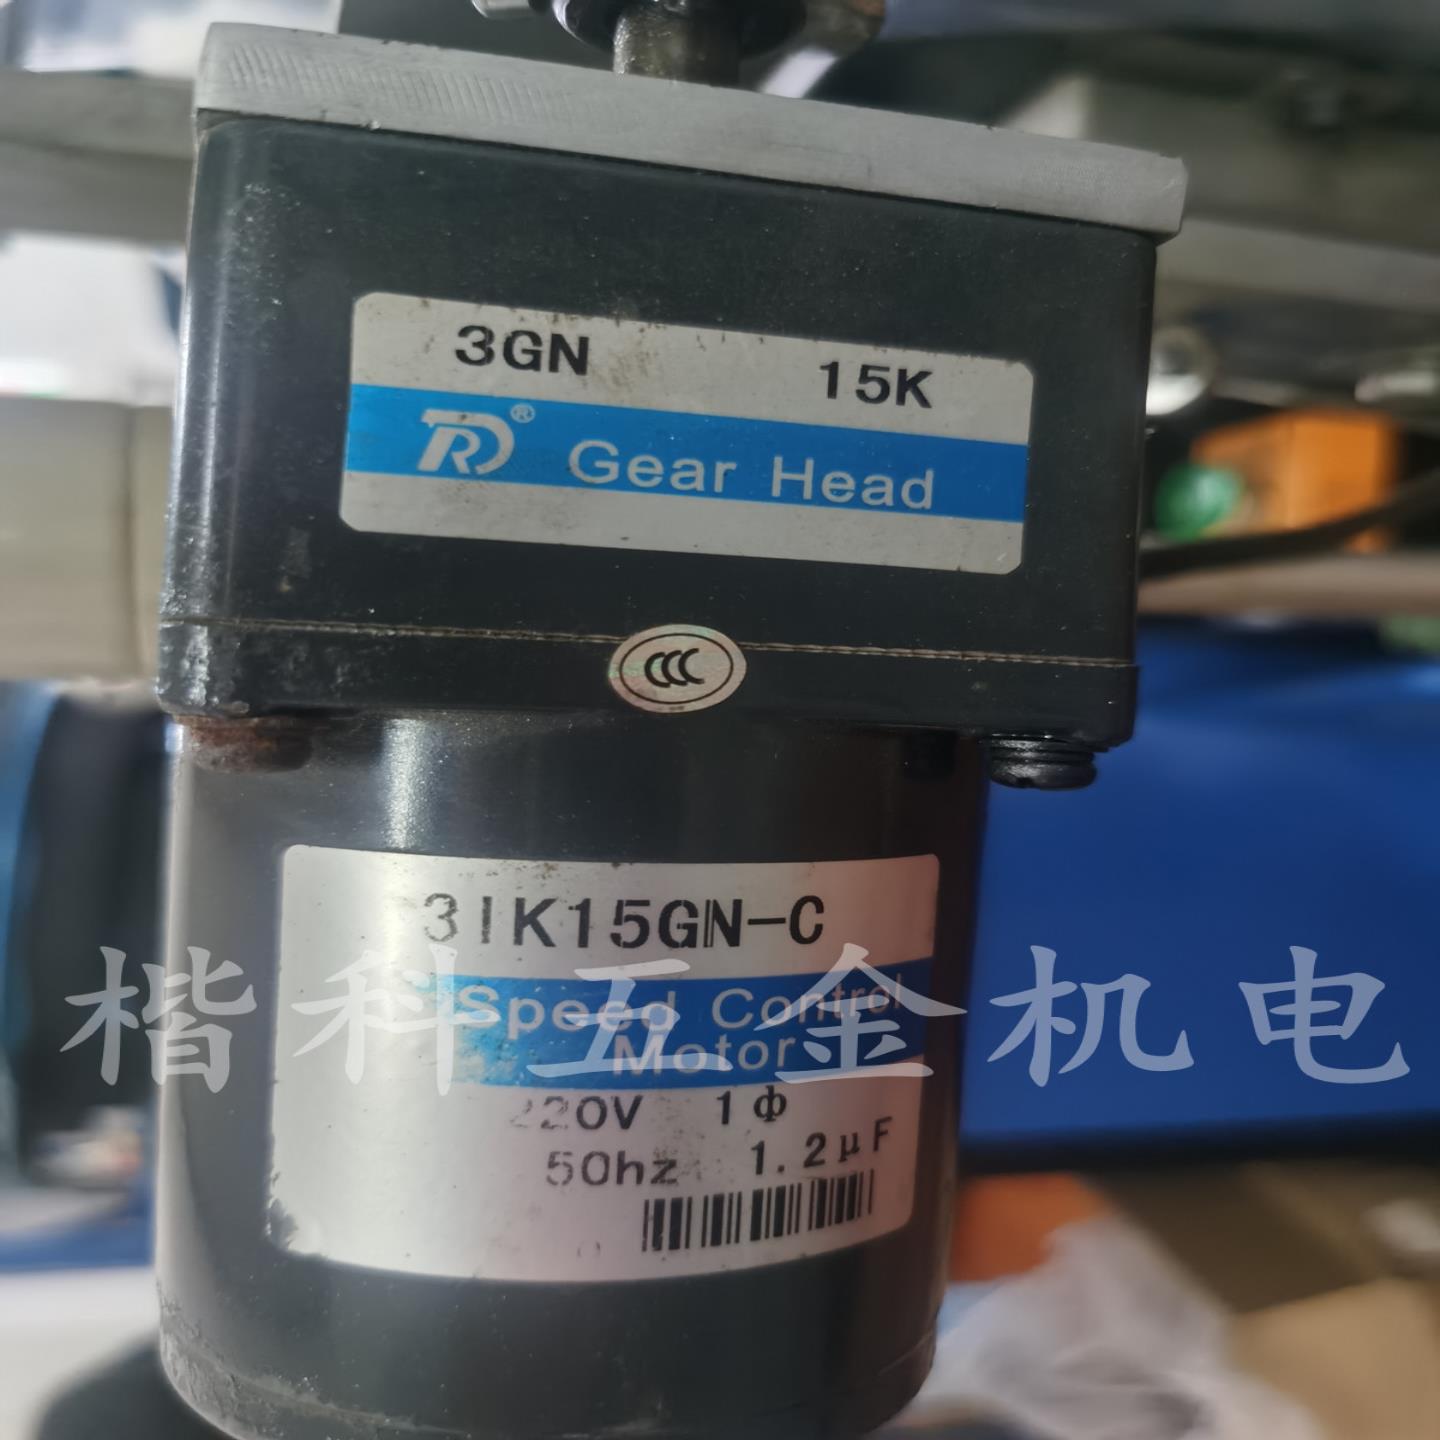 3GN 15K
R® Gear Head
CCC
3IK15GN-C
楷科五金机电
Speed Control
Motor
220V 1Φ
50hz 1.2μF